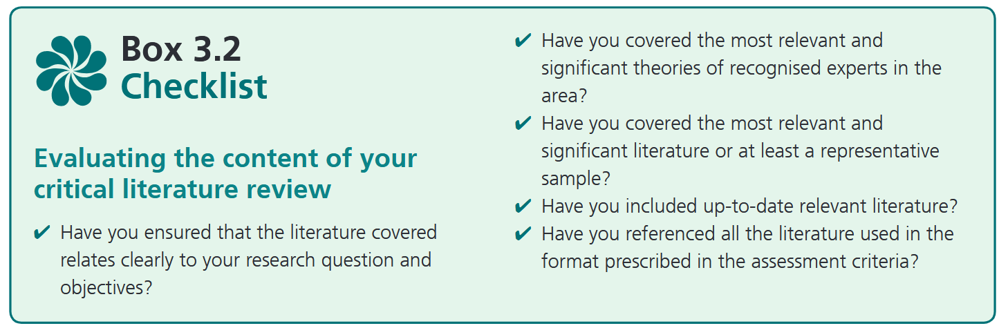 Box 3.2
Checklist
Evaluating the content of your
critical literature review
✔ Have you ensured that the literature covered
relates clearly to your research question and
objectives?
✔ Have you covered the most relevant and
significant theories of recognised experts in the
area?
✔ Have you covered the most relevant and
significant literature or at least a representative
sample?
✔ Have you included up-to-date relevant literature?
✔ Have you referenced all the literature used in the
format prescribed in the assessment criteria?